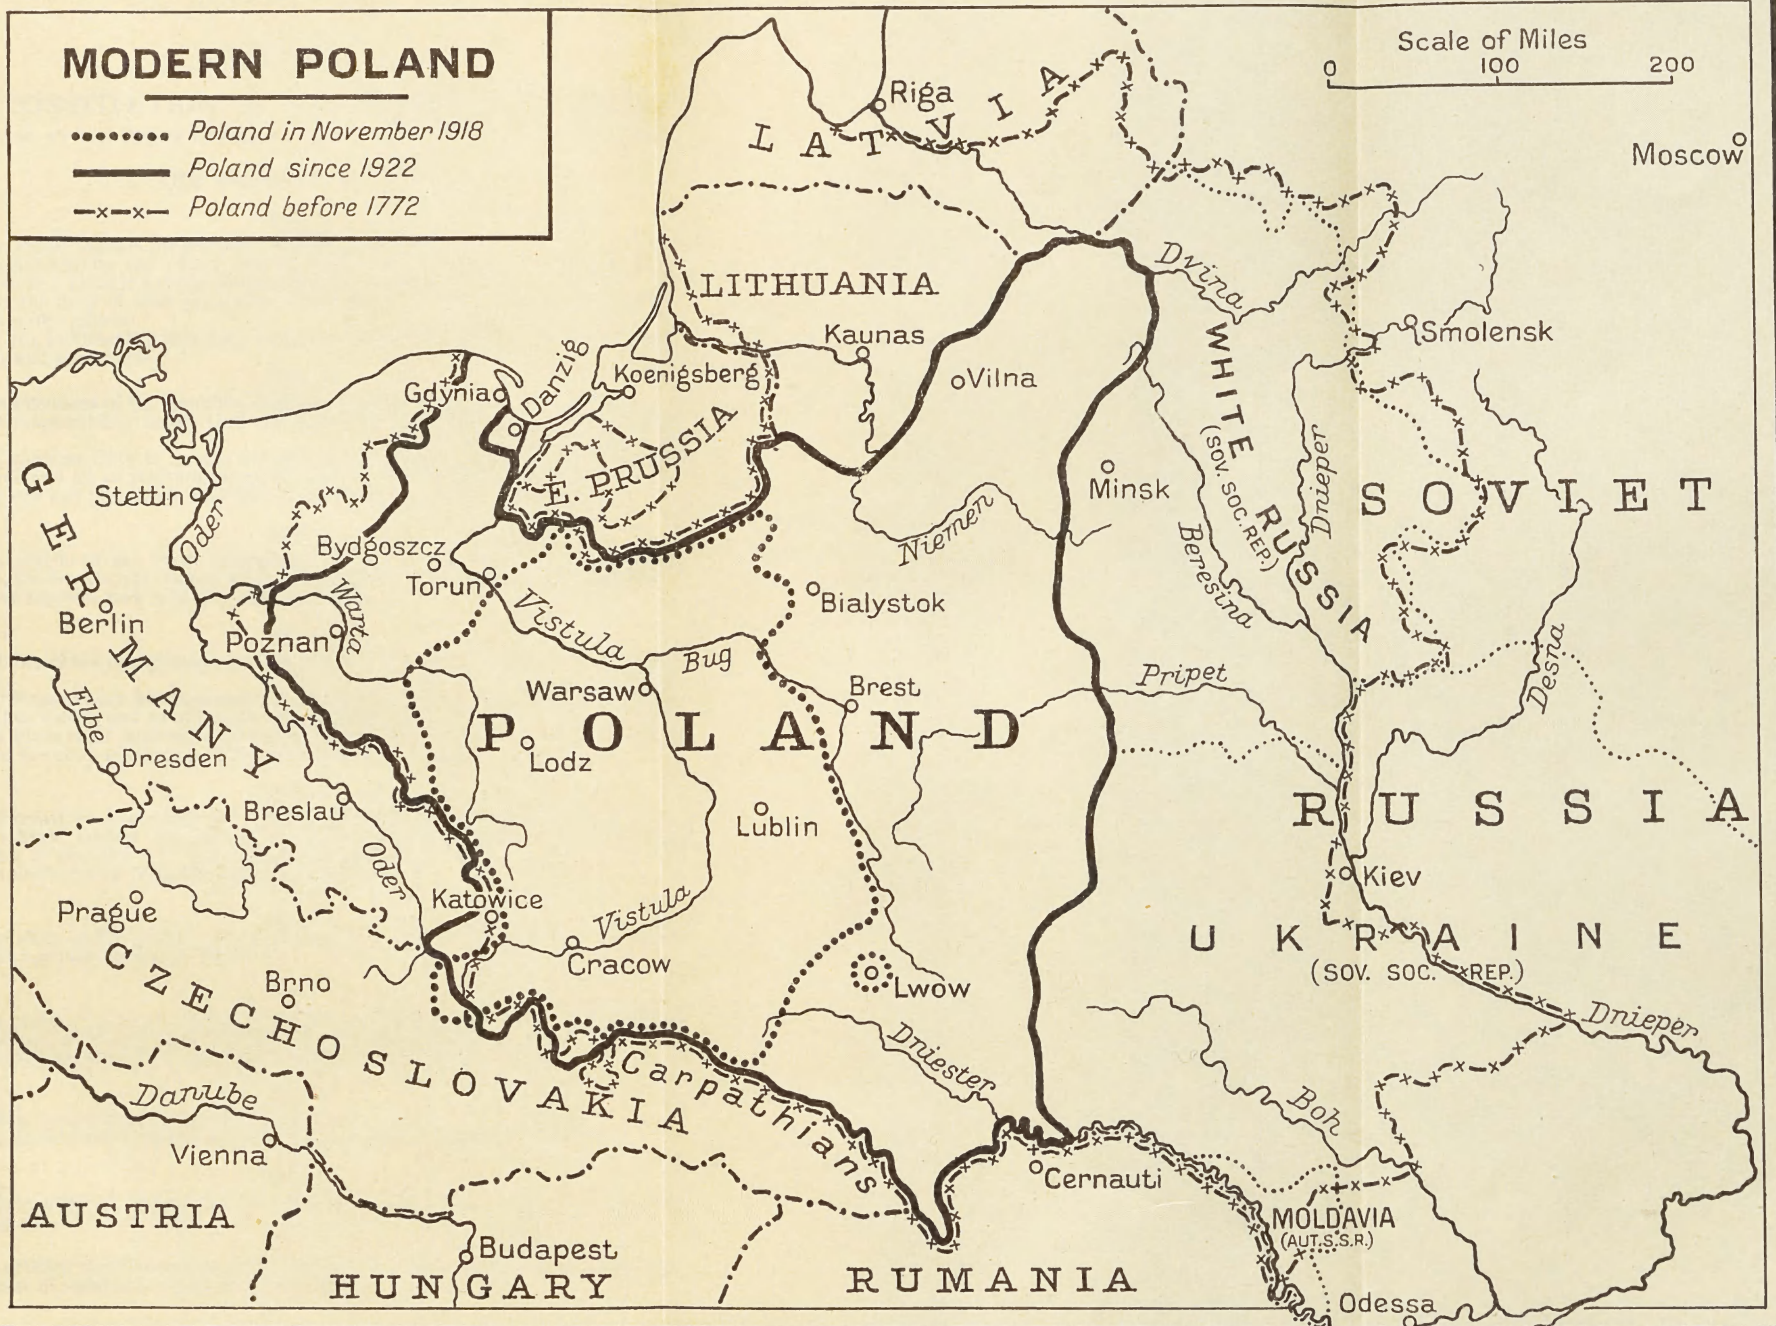 MODERN POLAND
Poland in November 1918
Poland since 1922
Poland before 1772
Scale of Miles
0 100 200
Moscow
Riga
LATVIA
LITHUANIA
Dvina
Kaunas
Smolensk
Vilna
WHITE RUSSIA
(SOV. SOC. REP.)
Gdynia
Danzig
Koenigsberg
E. PRUSSIA
Minsk
Dnieper
SOVIET RUSSIA
GERMANY
Stettin
Oder
Niemen
Beresina
Bydgoszcz
Torun
Warta
Vistula
Bialystok
Berlin
Poznan
Bug
Desna
Warsaw
Brest
Pripet
Elbe
POLAND
Lodz
Dresden
Breslau
Lublin
Oder
Kiev
Katowice
Vistula
Prague
UKRAINE
(SOV. SOC. REP.)
Cracow
Lwow
CZECHOSLOVAKIA
Brno
Dnieper
Dniester
Carpathians
Danube
Boh
Vienna
Cernauti
AUSTRIA
MOLDAVIA
(AUT.S.S.R.)
Budapest
HUNGARY
RUMANIA
Odessa